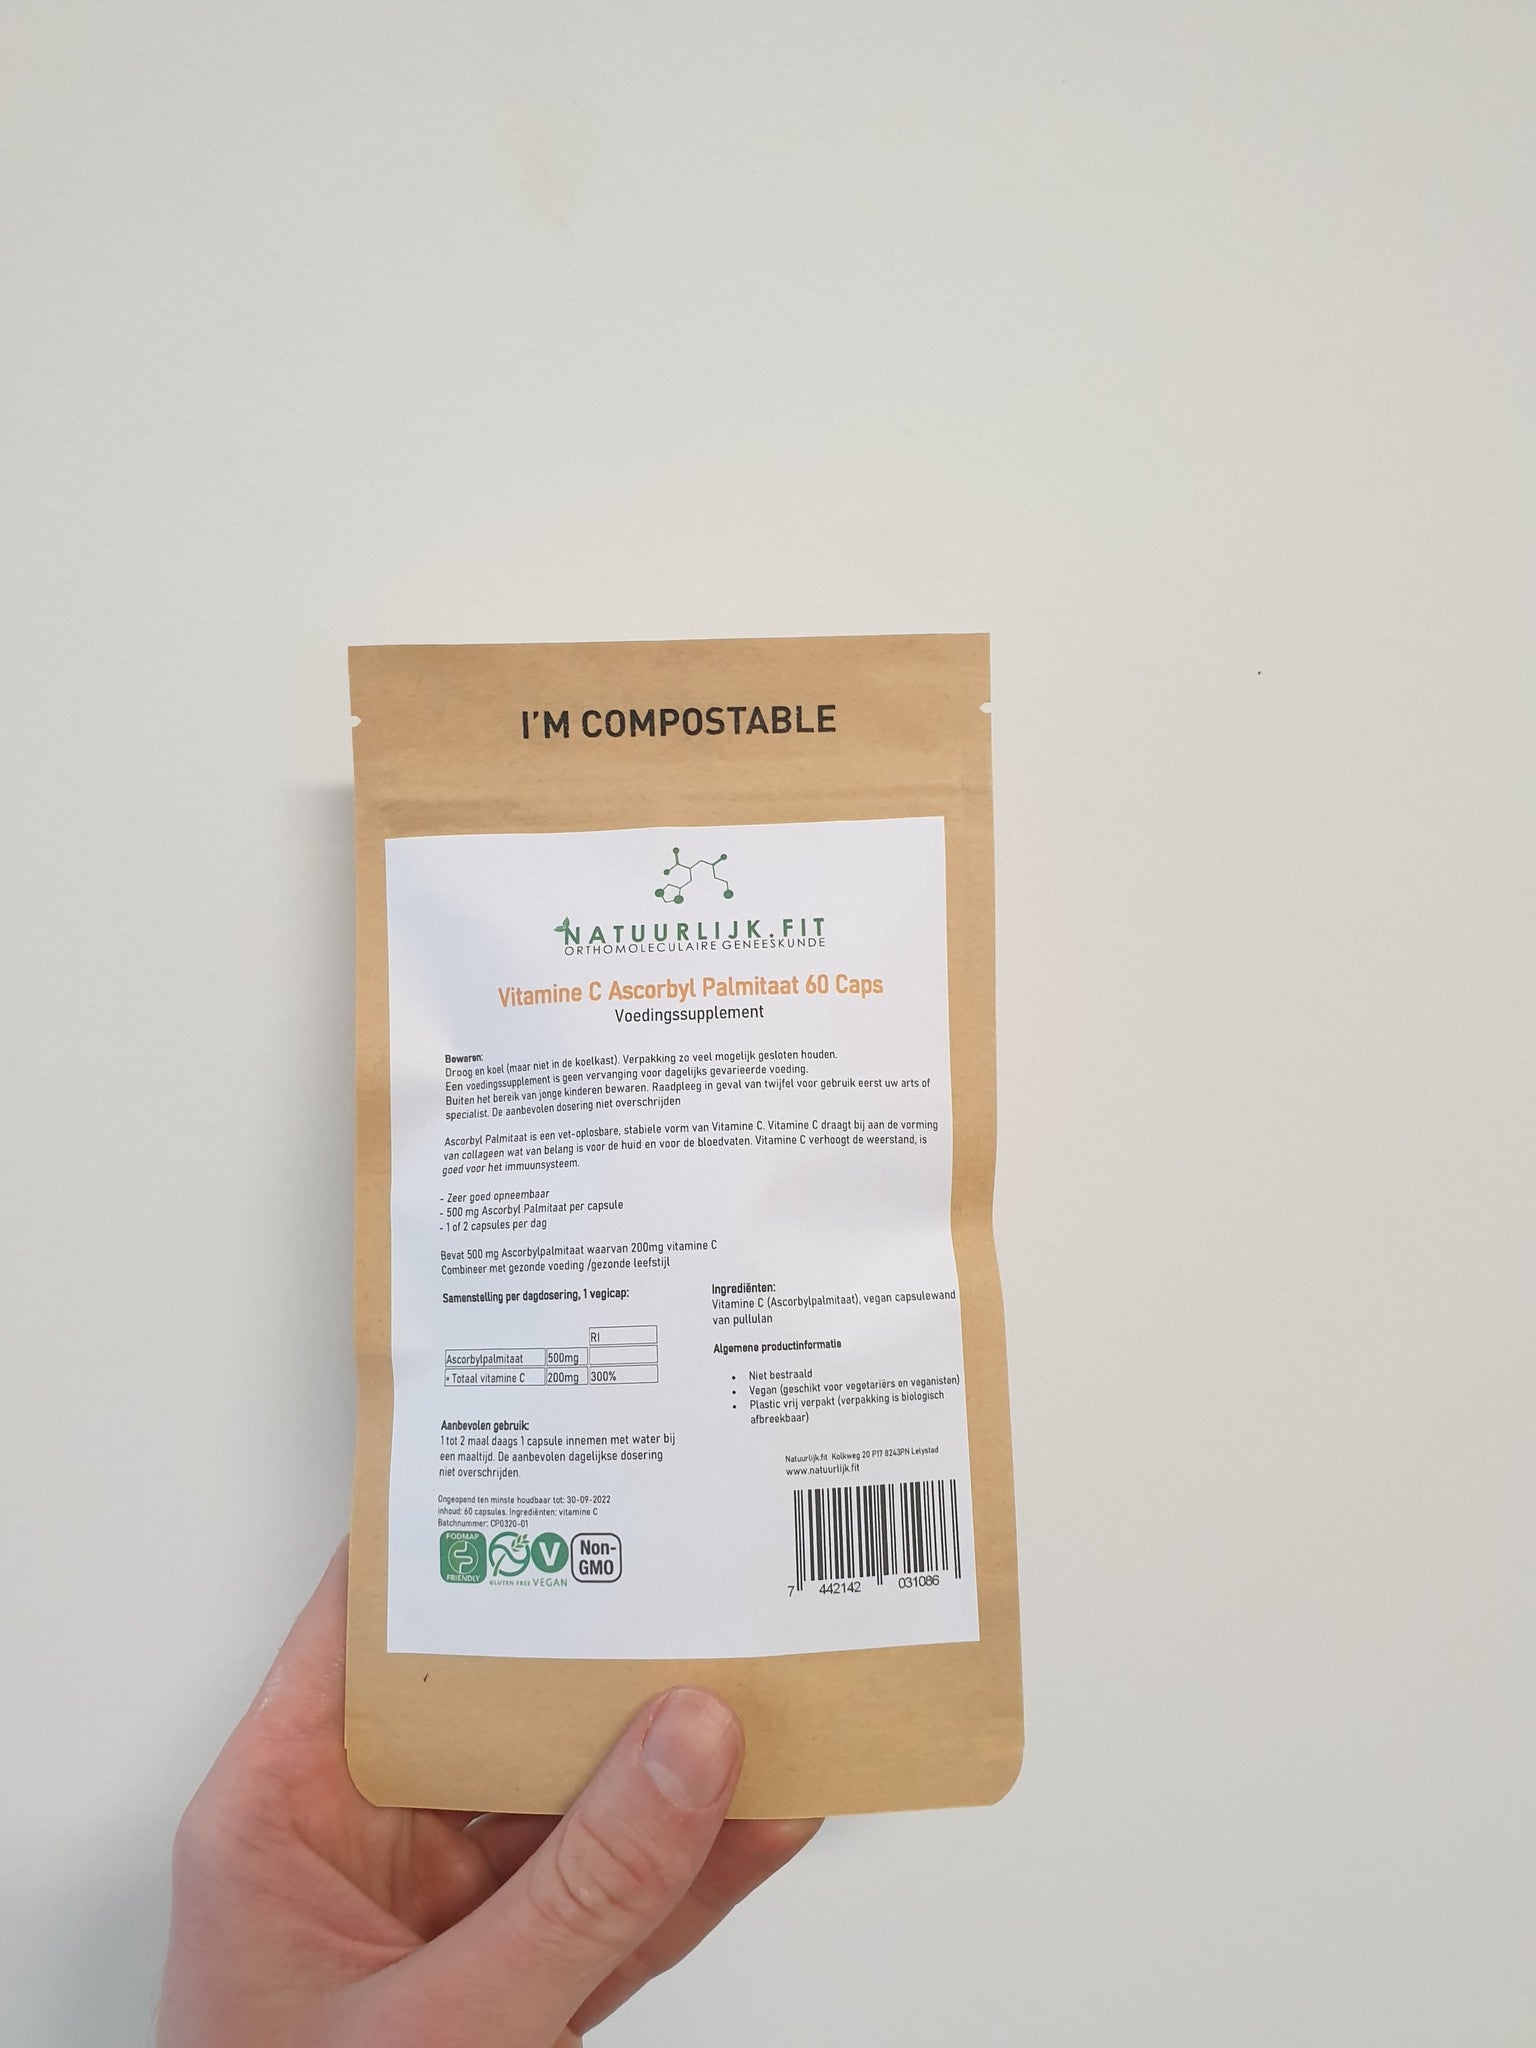 I'M COMPOSTABLE
NATUURLIJK.FIT
ORTHOMOLECULAIRE GENEESKUNDE
Vitamine C Ascorbyl Palmitaat 60 Caps
Voedingssupplement
Bewaren:
Droog en koel (maar niet in de koelkast). Verpakking zo veel mogelijk gesloten houden.
Een voedingssupplement is geen vervanging voor dagelijks gevarieerde voeding.
Buiten het bereik van jonge kinderen bewaren. Raadpleeg in geval van twijfel voor gebruik eerst uw arts of
specialist. De aanbevolen dosering niet overschrijden
Ascorbyl Palmitaat is een vet-oplosbare, stabiele vorm van Vitamine C. Vitamine C draagt bij aan de vorming
van collageen wat van belang is voor de huid en voor de bloedvaten. Vitamine C verhoogt de weerstand, is
goed voor het immuunsysteem.
- Zeer goed opneembaar
- 500 mg Ascorbyl Palmitaat per capsule
- 1 of 2 capsules per dag
Bevat 500 mg Ascorbylpalmitaat waarvan 200mg vitamine C
Combineer met gezonde voeding /gezonde leefstijl
Samenstelling per dagdosering, 1 vegicap:
RI
Ascorbylpalmitaat 500mg
= Totaal vitamine C 200mg 300%
Aanbevolen gebruik:
1 tot 2 maal daags 1 capsule innemen met water bij
een maaltijd. De aanbevolen dagelijkse dosering
niet overschrijden.
Ongeopend ten minste houdbaar tot: 30-09-2022
inhoud: 60 capsules. Ingrediënten: vitamine C
Batchnummer: CP0320-01
FODMAP
FRIENDLY
GLUTEN FREE
V
VEGAN
Non-
GMO
Ingrediënten:
Vitamine C (Ascorbylpalmitaat), vegan capsulewand
van pullulan
Algemene productinformatie
• Niet bestraald
• Vegan (geschikt voor vegetariërs en veganisten)
• Plastic vrij verpakt (verpakking is biologisch
afbreekbaar)
Natuurlijk.fit Kolkweg 20 P17 8243PN Lelystad
www.natuurlijk.fit
7 442142 031086